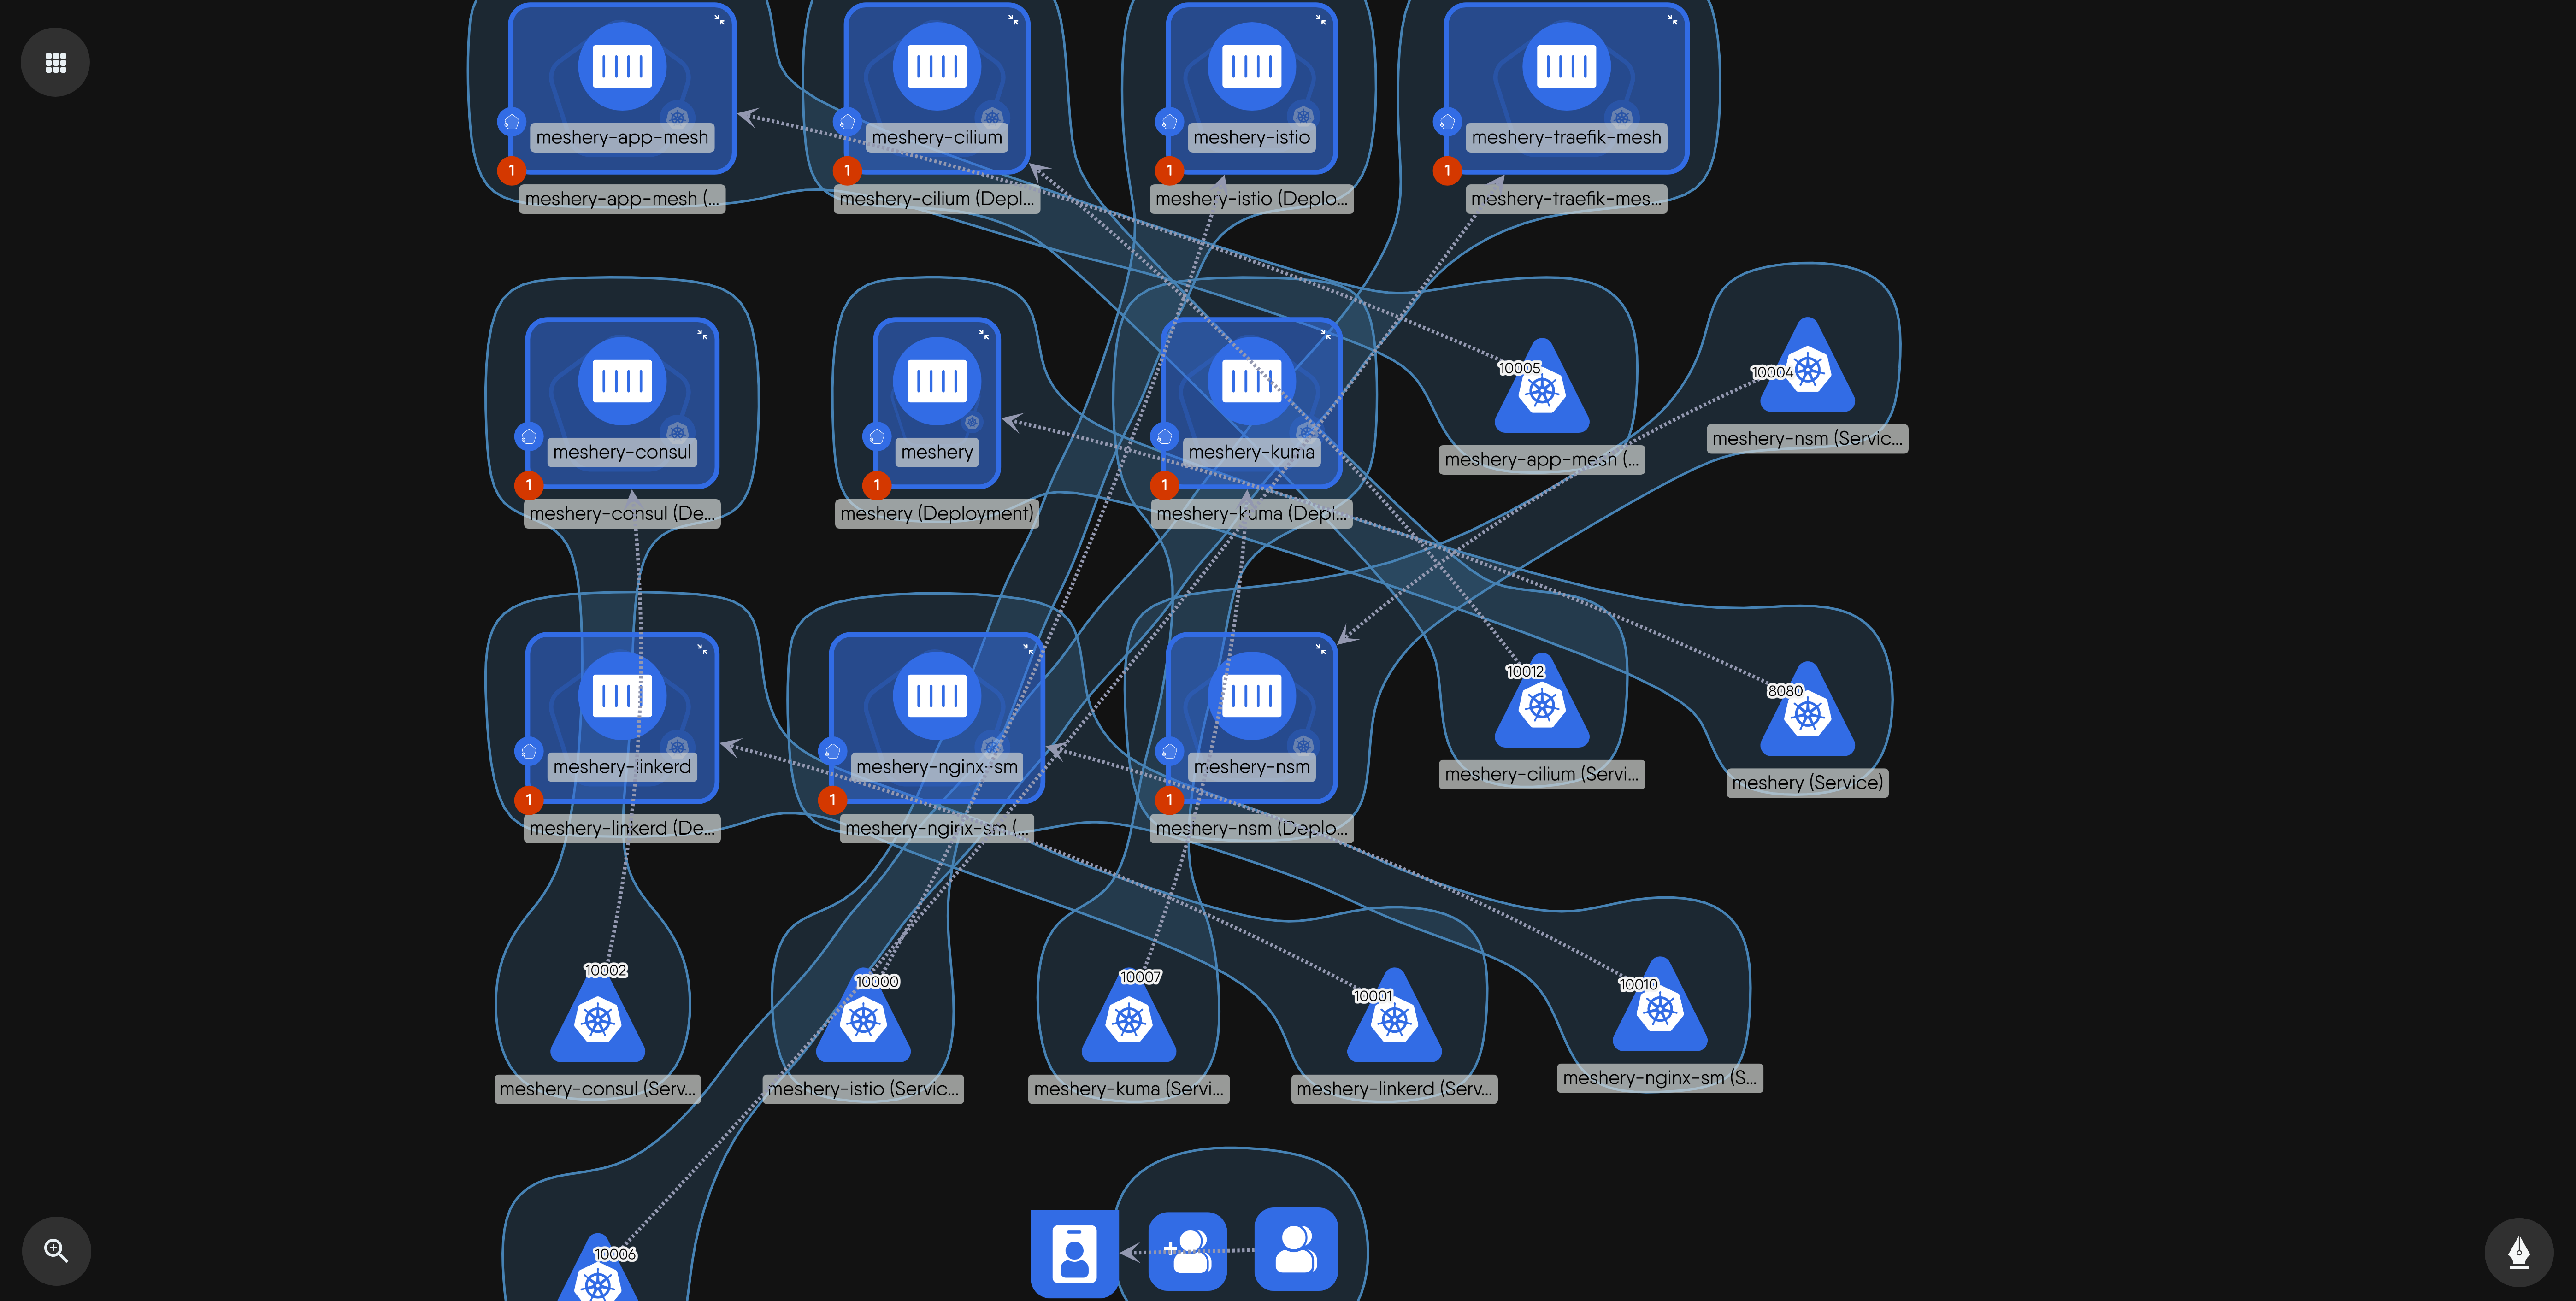 meshery-app-mesh
meshery-cilium
meshery-istio
meshery-traefik-mesh
1
1
1
1
meshery-app-mesh (...
meshery-cilium (Depl...
meshery-istio (Deplo...
meshery-traefik-mes...
10005
10004
meshery-consul
meshery
meshery-kuma
meshery-app-mesh (...
meshery-nsm (Servic...
1
1
1
meshery-consul (De...
meshery (Deployment)
meshery-kuma (Depl...
10012
8080
meshery-linkerd
meshery-nginx-sm
meshery-nsm
meshery-cilium (Servi...
meshery (Service)
1
1
1
meshery-linkerd (De...
meshery-nginx-sm (...
meshery-nsm (Deplo...
10002
10000
10007
10001
10010
meshery-consul (Serv...
meshery-istio (Servic...
meshery-kuma (Servi...
meshery-linkerd (Serv...
meshery-nginx-sm (S...
10006